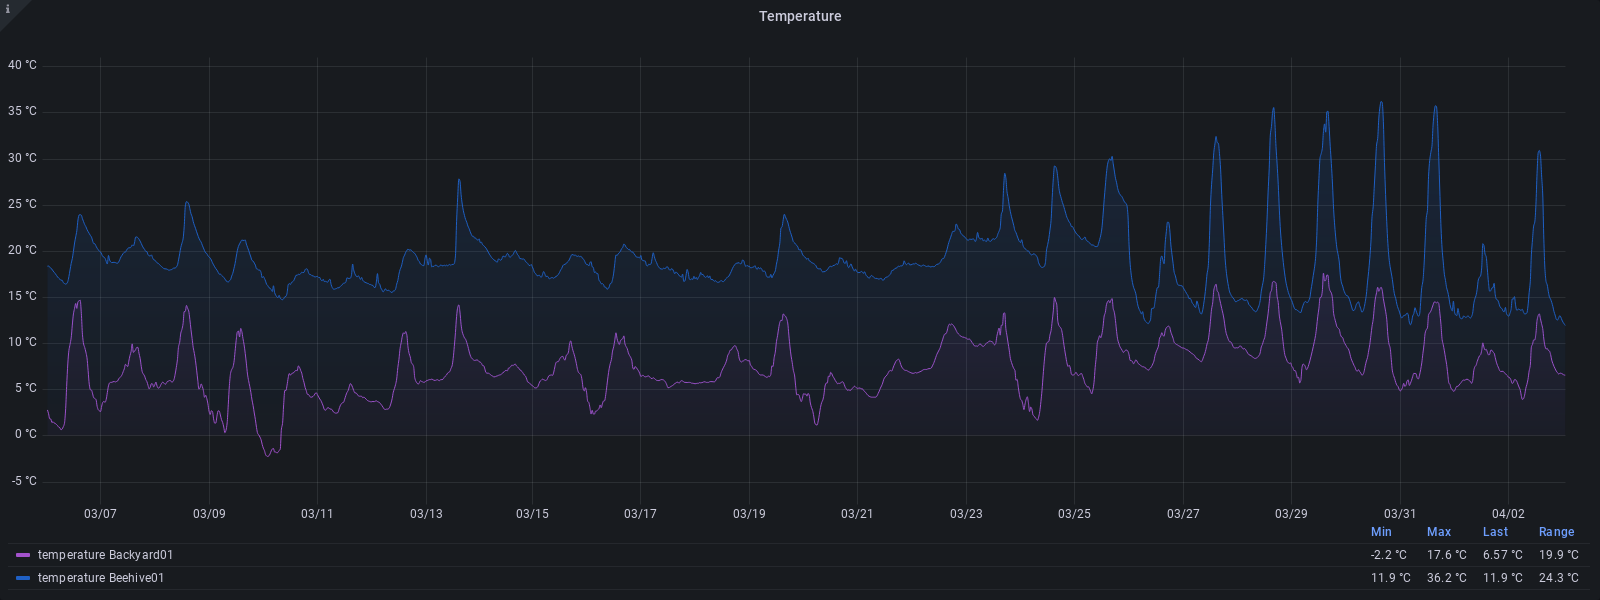 i
Temperature
40 °C
35 °C
30 °C
25 °C
20 °C
15 °C
10 °C
5 °C
0 °C
-5 °C
03/07 03/09 03/11 03/13 03/15 03/17 03/19 03/21 03/23 03/25 03/27 03/29 03/31 04/02
Min Max Last Range
temperature Backyard01 -2.2 °C 17.6 °C 6.57 °C 19.9 °C
temperature Beehive01 11.9 °C 36.2 °C 11.9 °C 24.3 °C